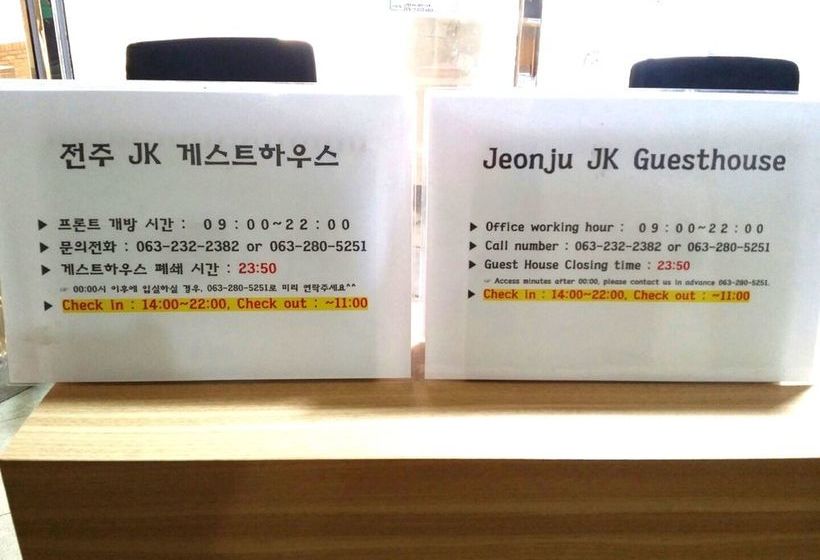 전주 JK 게스트하우스
▶ 프론트 개방 시간 : 09:00~22:00
▶ 문의전화 : 063-232-2382 or 063-280-5251
▶ 게스트하우스 폐쇄 시간 : 23:50
☞ 00:00시 이후에 입실하실 경우, 063-280-5251로 미리 연락주세요^^
▶ Check in : 14:00~22:00, Check out : ~11:00
Jeonju JK Guesthouse
▶ Office working hour : 09:00~22:00
▶ Call number : 063-232-2382 or 063-280-5251
▶ Guest House Closing time : 23:50
☞ Access minutes after 00:00, please contact us in advance 063-280-5251.
▶ Check in : 14:00~22:00, Check out : ~11:00